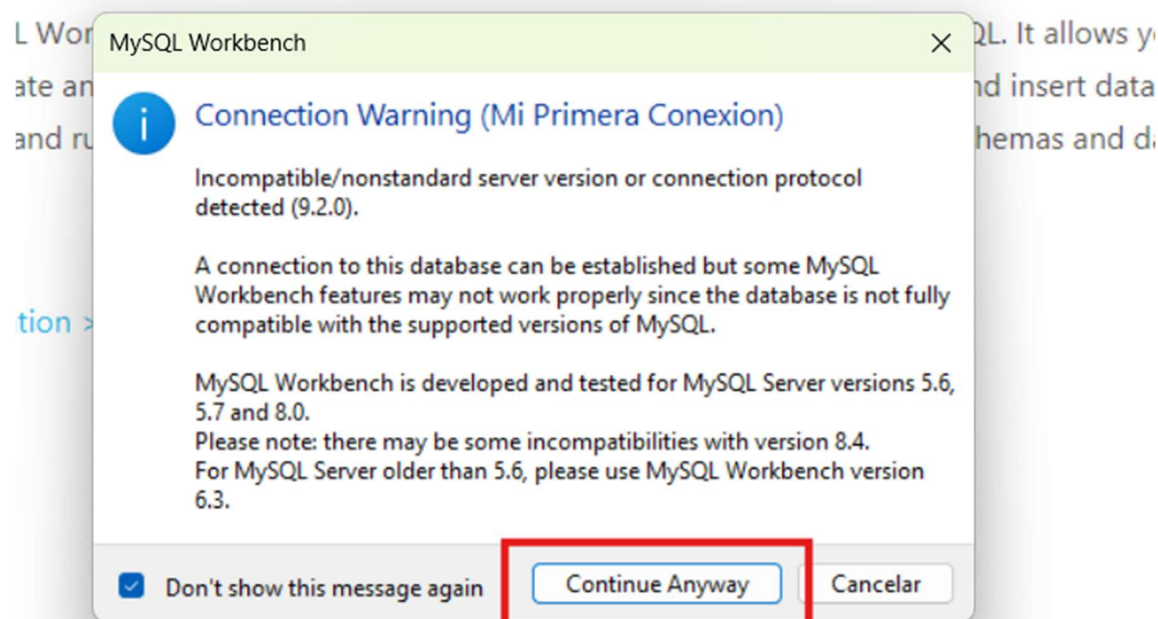 L Wor
QL. It allows y
ate an
nd insert data
and ru
hemas and d
tion >
MySQL Workbench
Connection Warning (Mi Primera Conexion)
Incompatible/nonstandard server version or connection protocol
detected (9.2.0).
A connection to this database can be established but some MySQL
Workbench features may not work properly since the database is not fully
compatible with the supported versions of MySQL.
MySQL Workbench is developed and tested for MySQL Server versions 5.6,
5.7 and 8.0.
Please note: there may be some incompatibilities with version 8.4.
For MySQL Server older than 5.6, please use MySQL Workbench version
6.3.
Don't show this message again
Continue Anyway
Cancelar